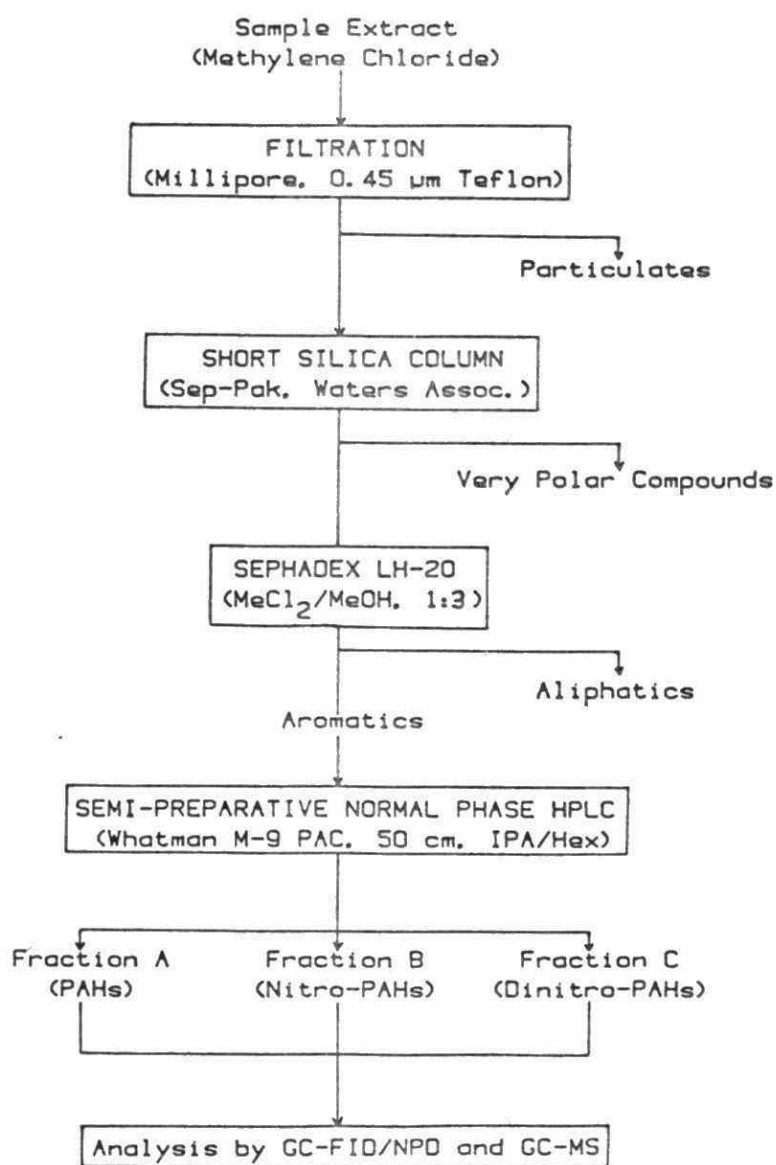 Sample Extract
(Methylene Chloride)
FILTRATION
(Millipore. 0.45 µm Teflon)
Particulates
SHORT SILICA COLUMN
(Sep-Pak. Waters Assoc.)
Very Polar Compounds
SEPHADEX LH-20
(MeCl2/MeOH. 1:3)
Aliphatics
Aromatics
SEMI-PREPARATIVE NORMAL PHASE HPLC
(Whatman M-9 PAC. 50 cm. IPA/Hex)
Fraction A Fraction B Fraction C
(PAHs) (Nitro-PAHs) (Dinitro-PAHs)
Analysis by GC-FID/NPD and GC-MS